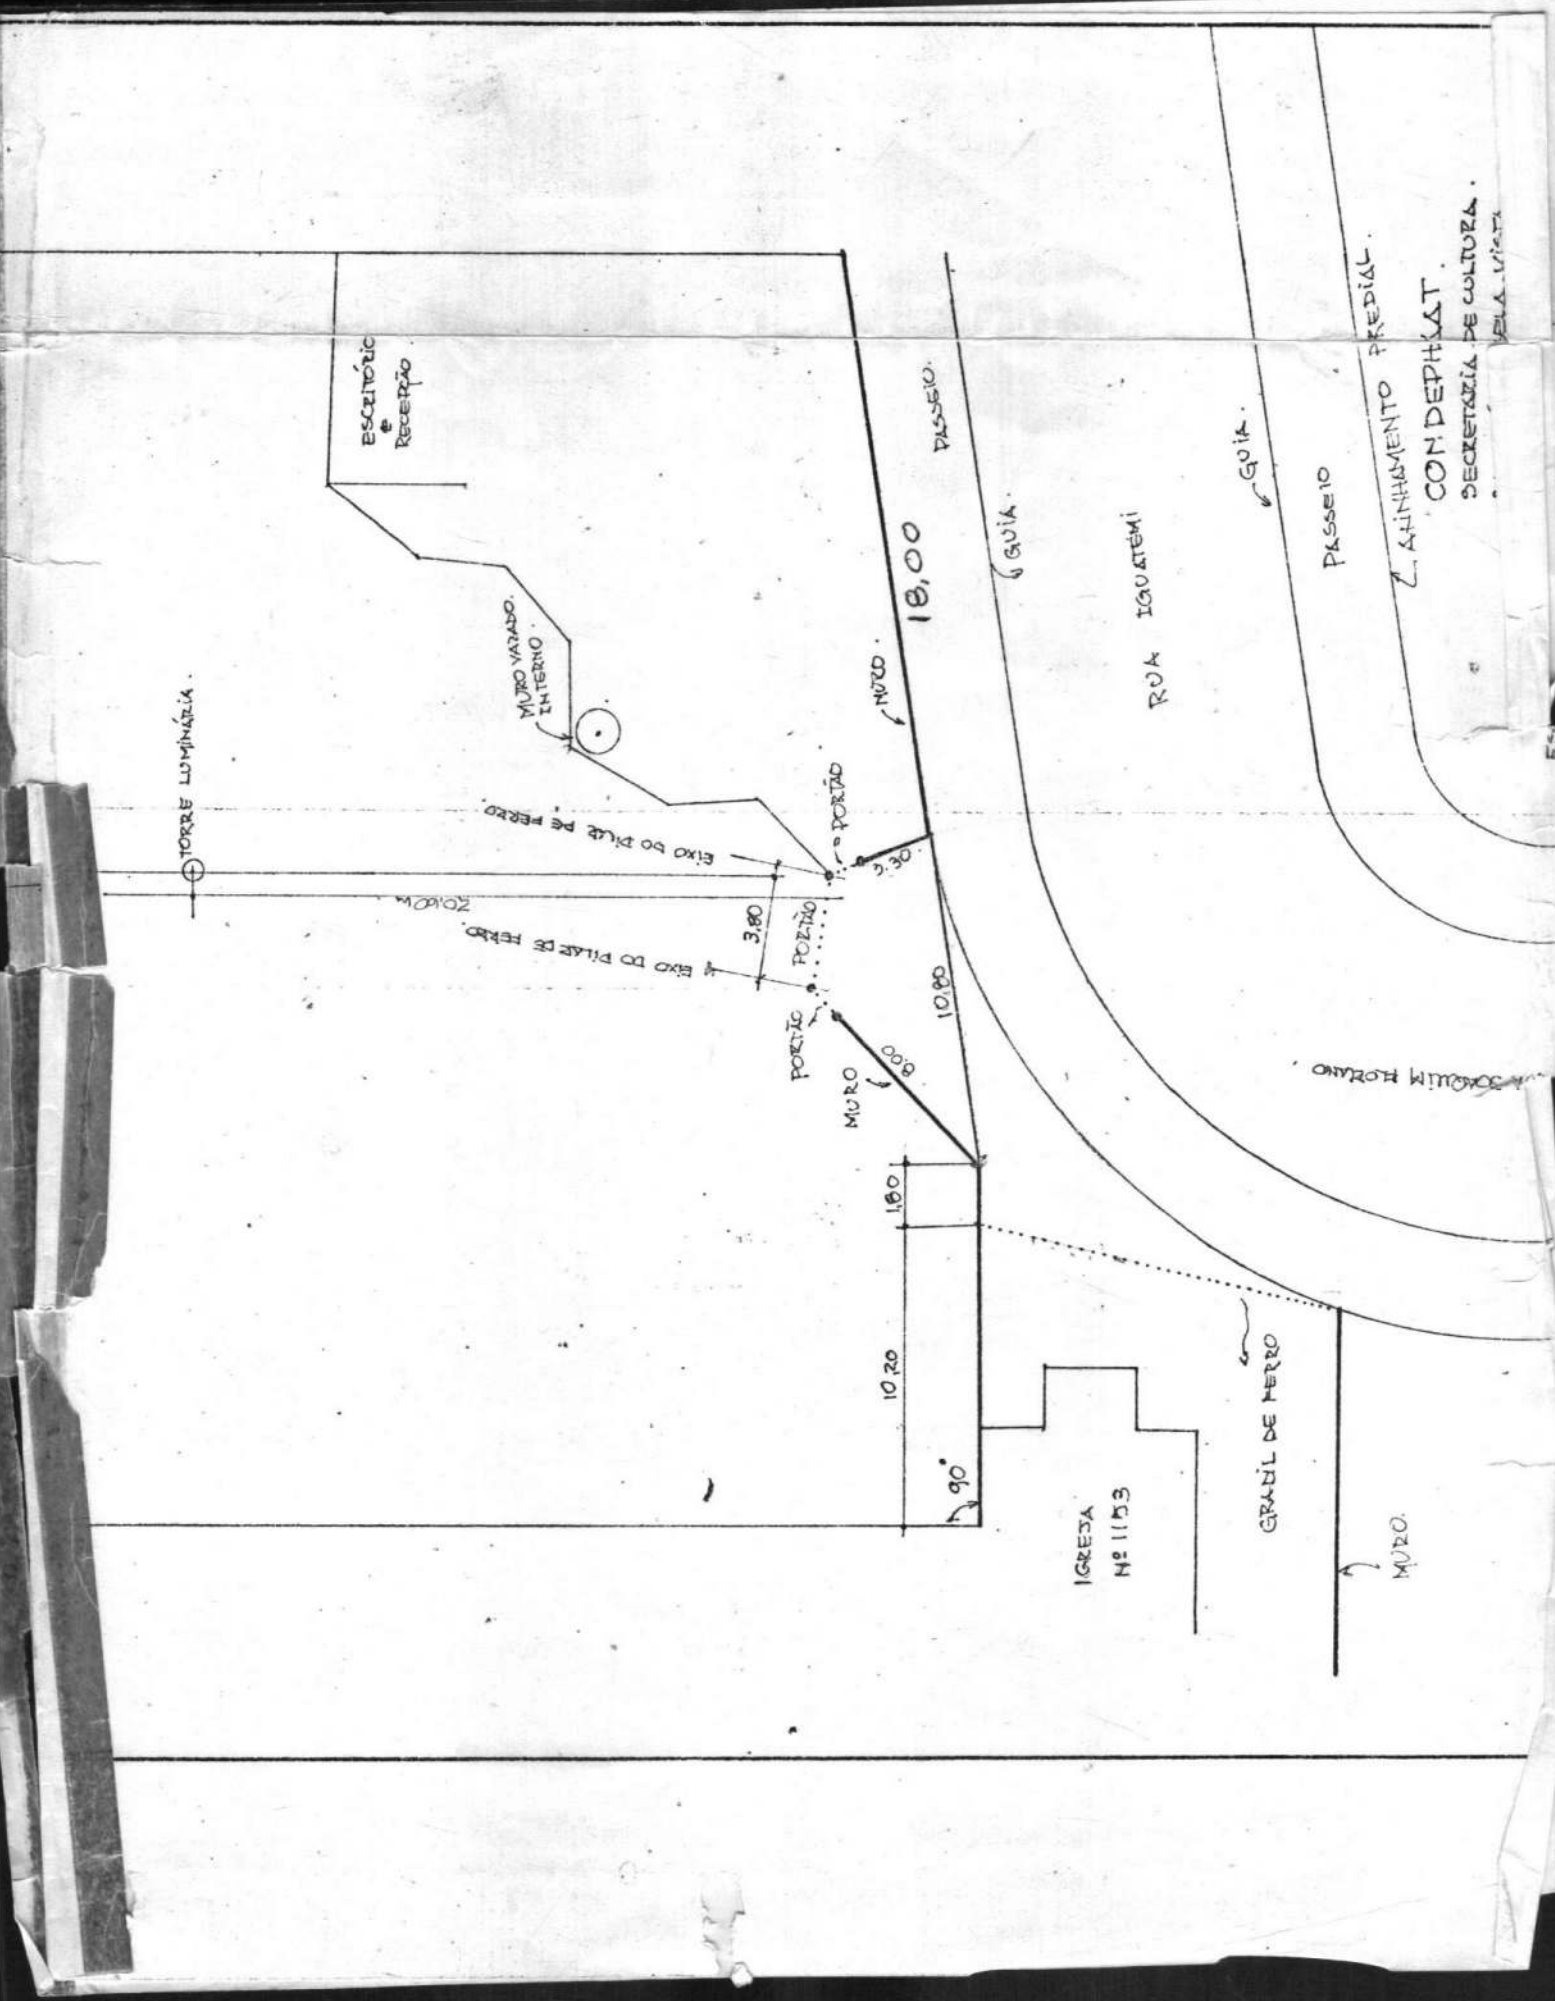 TORRE LUMINÁRIA.
ESCRITÓRIO
e
RECEPÇÃO
MURO VAZADO.
INTERNO.
EIXO DO PILAR DE FERRO.
EIXO DO PILAR DE FERRO.
20,60 M
3,80
PORTÃO
PORTÃO
PORTÃO
3,30
MURO
8,00
10,80
MURO.
18,00
PASSEIO.
GUIA.
RUA IGUATEMI
GUIA.
PASSEIO
ALINHAMENTO PREDIAL.
CONDEPHAAT.
SECRETARIA DE CULTURA.
JOAQUIM FLORIANO.
1,80
10,20
90°
IGREJA
Nº 1153
GRADIL DE FERRO
MURO.